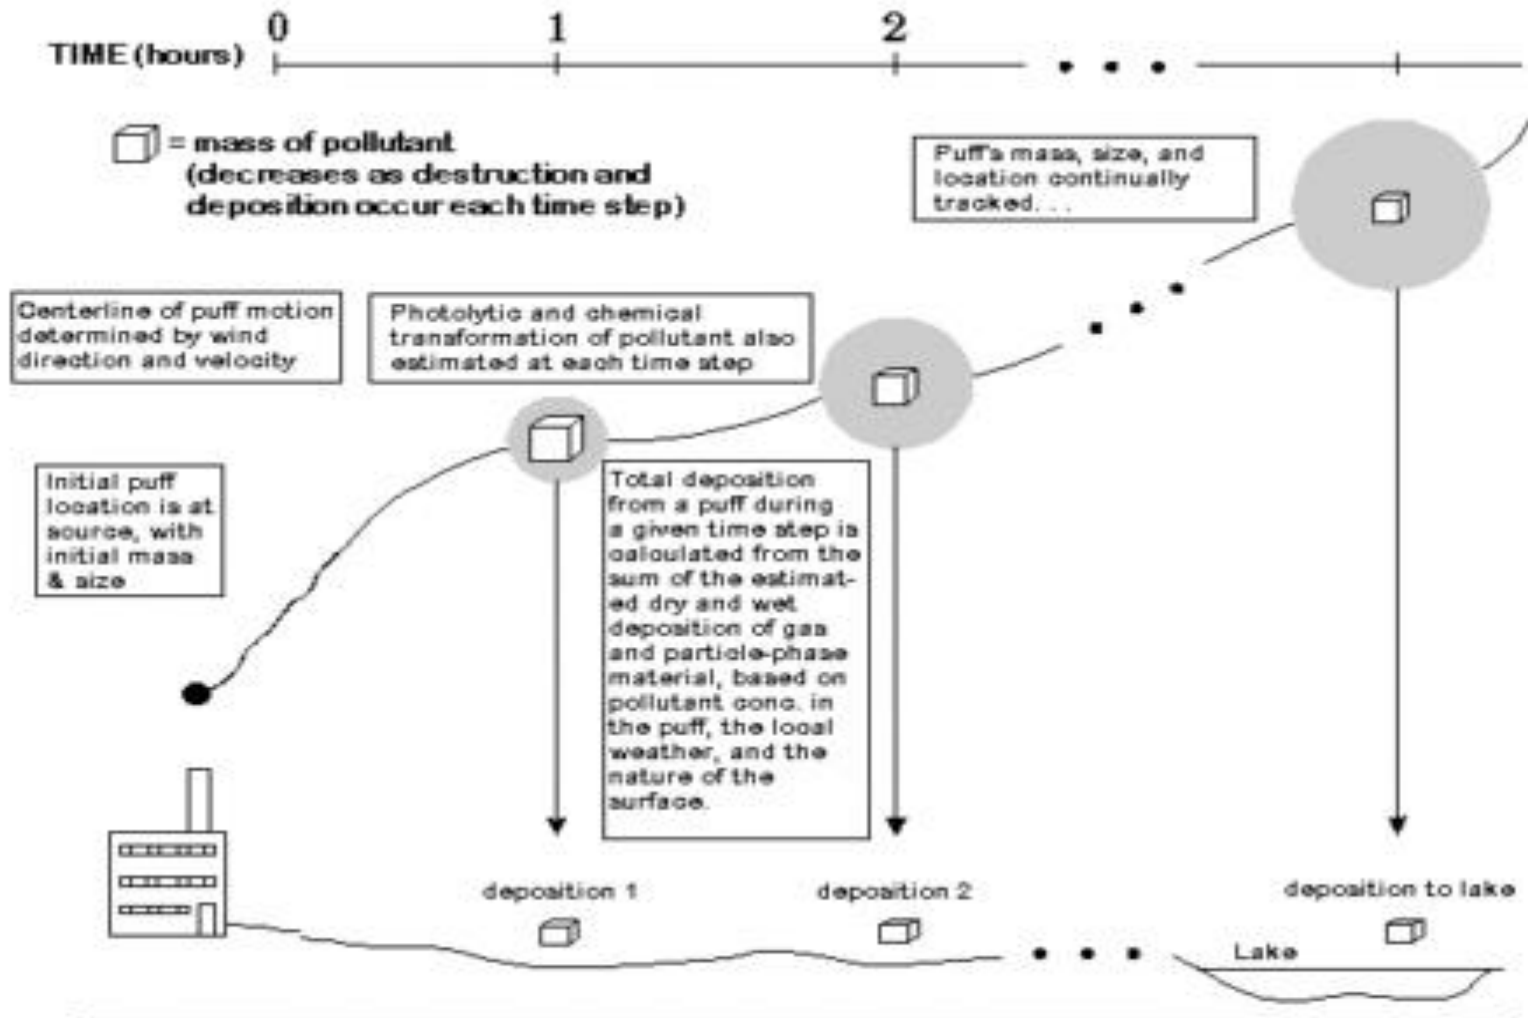 0 1 2
TIME (hours)
= mass of pollutant
(decreases as destruction and
deposition occur each time step)
Puff's mass, size, and
location continually
tracked. . .
Centerline of puff motion
determined by wind
direction and velocity
Photolytic and chemical
transformation of pollutant also
estimated at each time step
Initial puff
location is at
source, with
initial mass
& size
Total deposition
from a puff during
a given time step is
calculated from the
sum of the estimat-
ed dry and wet
deposition of gas
and particle-phase
material, based on
pollutant conc. in
the puff, the local
weather, and the
nature of the
surface.
deposition 1
deposition 2
deposition to lake
Lake